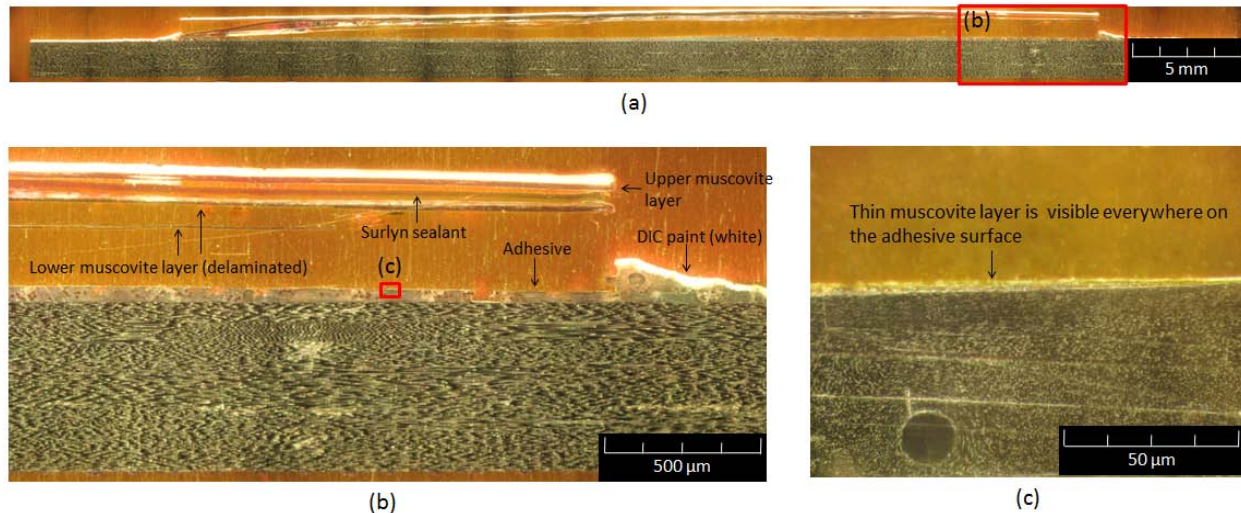 (b)
5 mm
(a)
Upper muscovite
layer
Surlyn sealant
Adhesive
DIC paint (white)
(c)
Lower muscovite layer (delaminated)
500 µm
(b)
Thin muscovite layer is visible everywhere on
the adhesive surface
50 µm
(c)